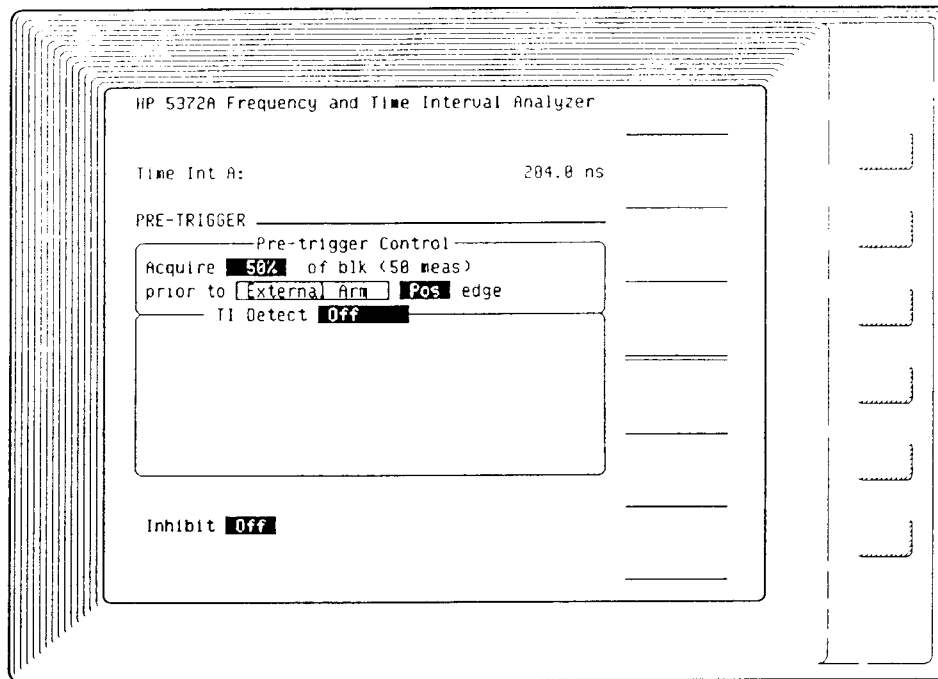 HP 5372A Frequency and Time Interval Analyzer
Time Int A: 204.0 ns
PRE-TRIGGER
Pre-trigger Control
Acquire 50% of blk (50 meas)
prior to External Arm Pos edge
TI Detect Off
Inhibit Off